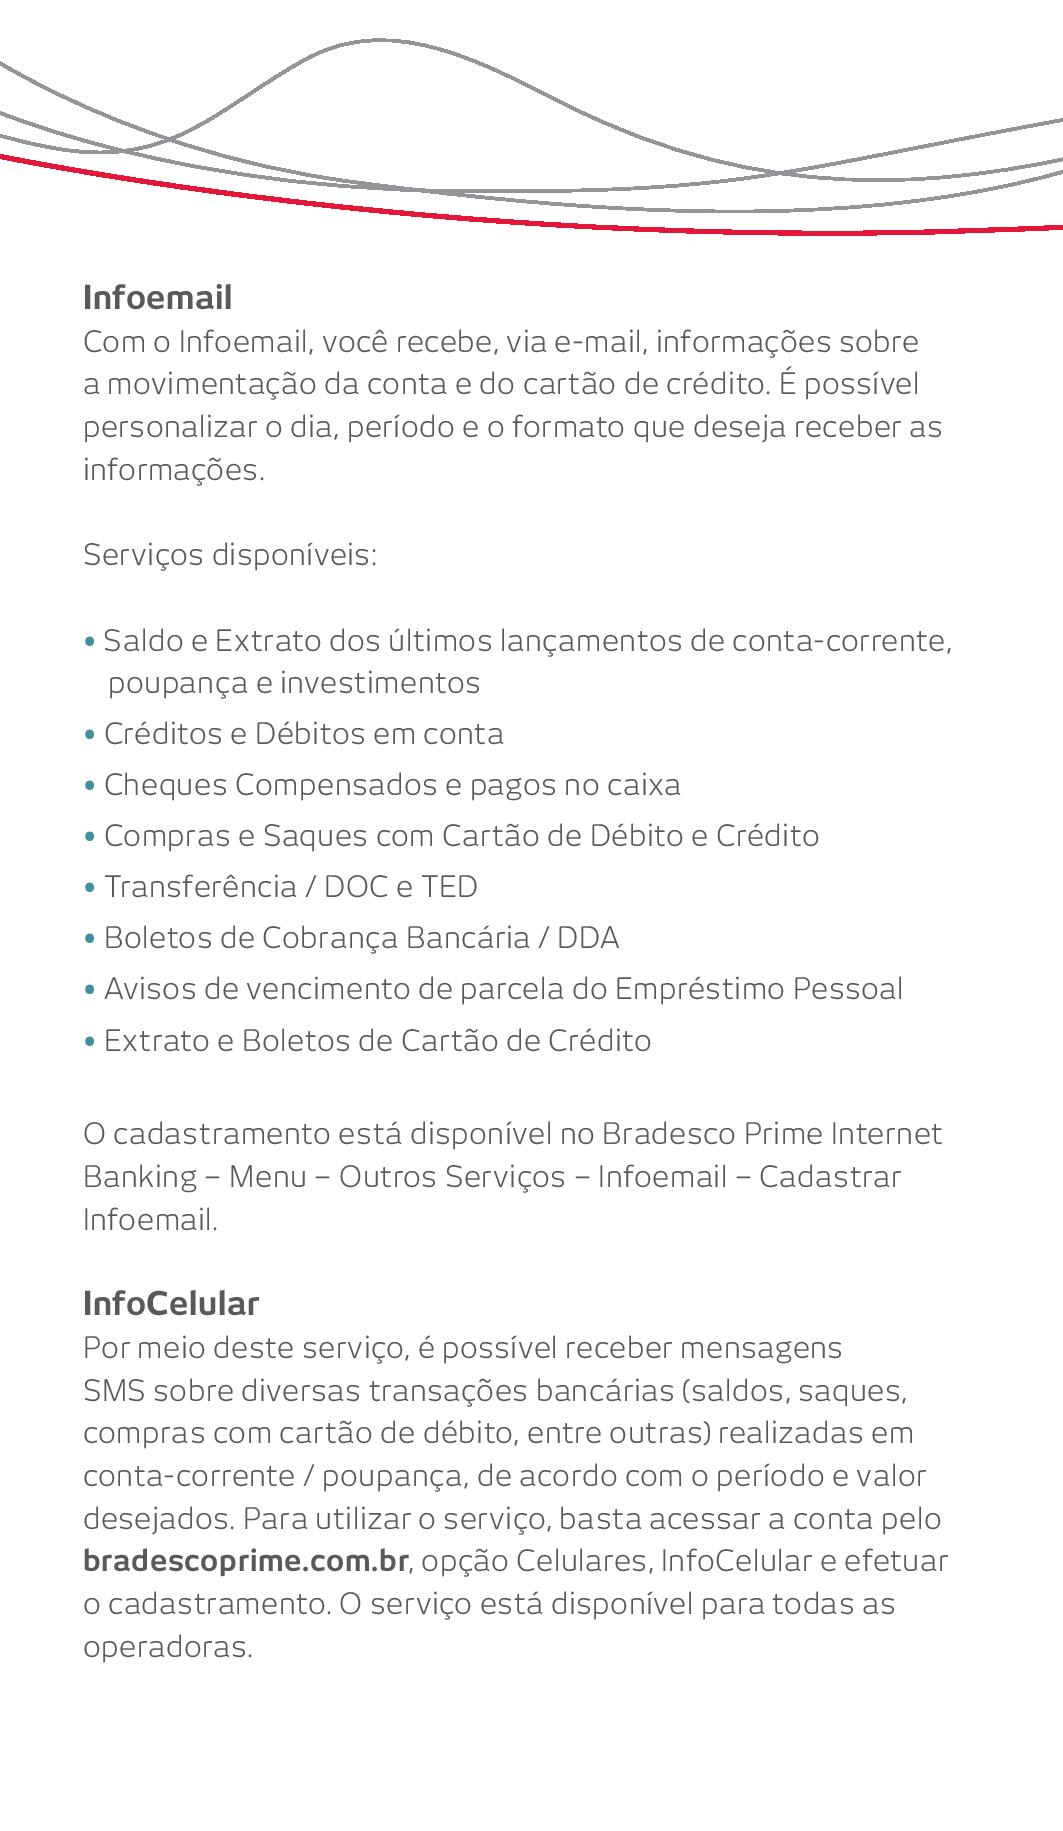 Infoemail
Com o Infoemail, você recebe, via e-mail, informações sobre
a movimentação da conta e do cartão de crédito. É possível
personalizar o dia, período e o formato que deseja receber as
informações.
Serviços disponíveis:
• Saldo e Extrato dos últimos lançamentos de conta-corrente,
poupança e investimentos
• Créditos e Débitos em conta
• Cheques Compensados e pagos no caixa
• Compras e Saques com Cartão de Débito e Crédito
• Transferência / DOC e TED
• Boletos de Cobrança Bancária / DDA
• Avisos de vencimento de parcela do Empréstimo Pessoal
• Extrato e Boletos de Cartão de Crédito
O cadastramento está disponível no Bradesco Prime Internet
Banking – Menu – Outros Serviços – Infoemail – Cadastrar
Infoemail.
InfoCelular
Por meio deste serviço, é possível receber mensagens
SMS sobre diversas transações bancárias (saldos, saques,
compras com cartão de débito, entre outras) realizadas em
conta-corrente / poupança, de acordo com o período e valor
desejados. Para utilizar o serviço, basta acessar a conta pelo
bradescoprime.com.br, opção Celulares, InfoCelular e efetuar
o cadastramento. O serviço está disponível para todas as
operadoras.